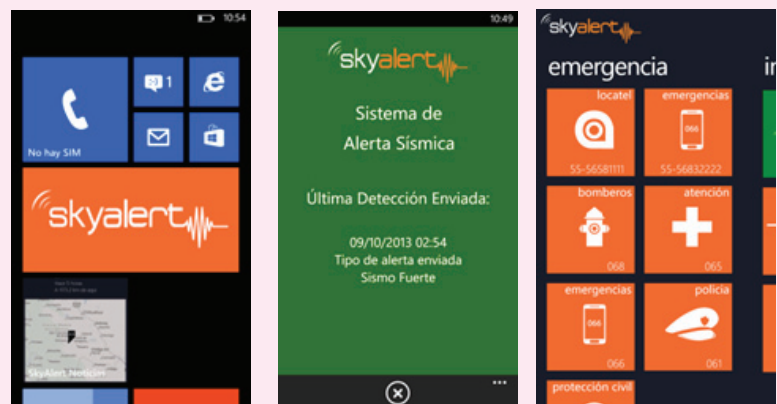 10:54
1
No hay SIM
skyalert
SkyAlert Noticias
10:49
skyalert
Sistema de
Alerta Sísmica
Última Detección Enviada:
09/10/2013 02:54
Tipo de alerta enviada
Sismo Fuerte
skyalert
emergencia
in
locatel
55-56581111
emergencias
066
55-56832222
bomberos
068
atención
065
emergencias
066
066
policia
061
protección civil